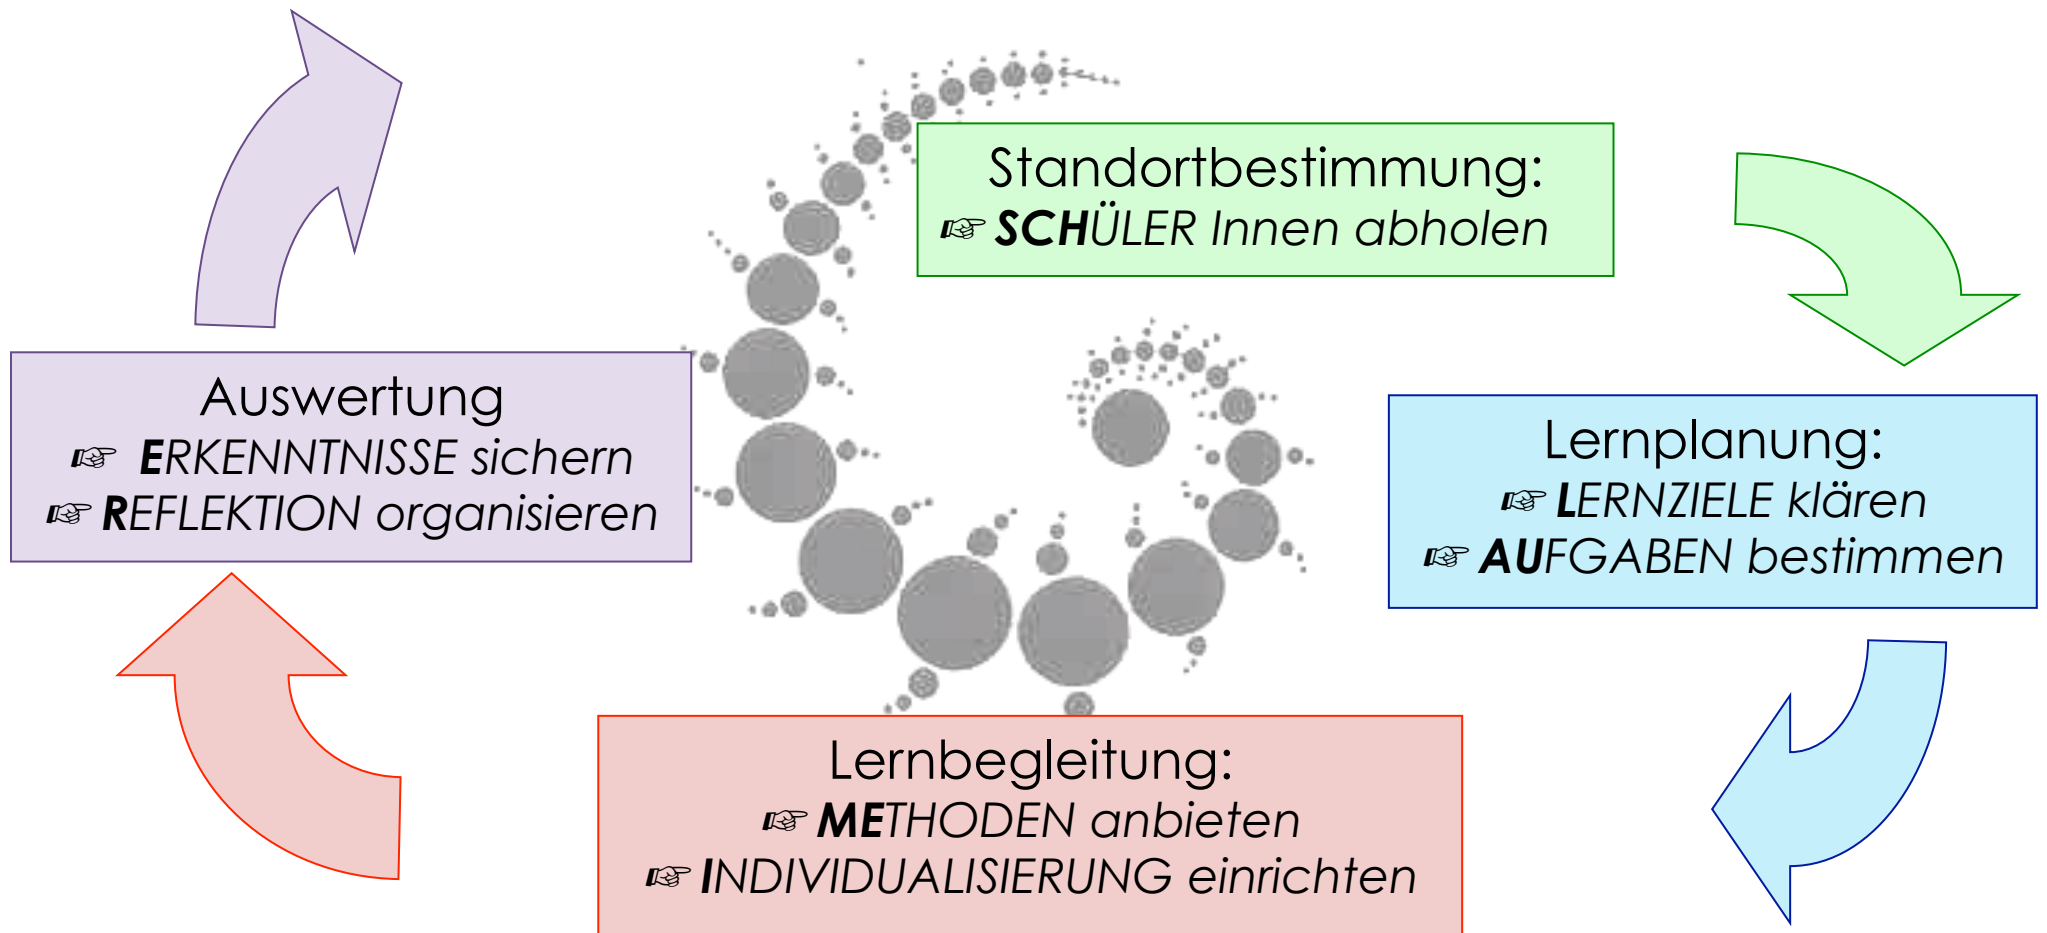 Standortbestimmung:
☞ SCHÜLER Innen abholen
Lernplanung:
☞ LERNZIELE klären
☞ AUFGABEN bestimmen
Lernbegleitung:
☞ METHODEN anbieten
☞ INDIVIDUALISIERUNG einrichten
Auswertung
☞ ERKENNTNISSE sichern
☞ REFLEKTION organisieren